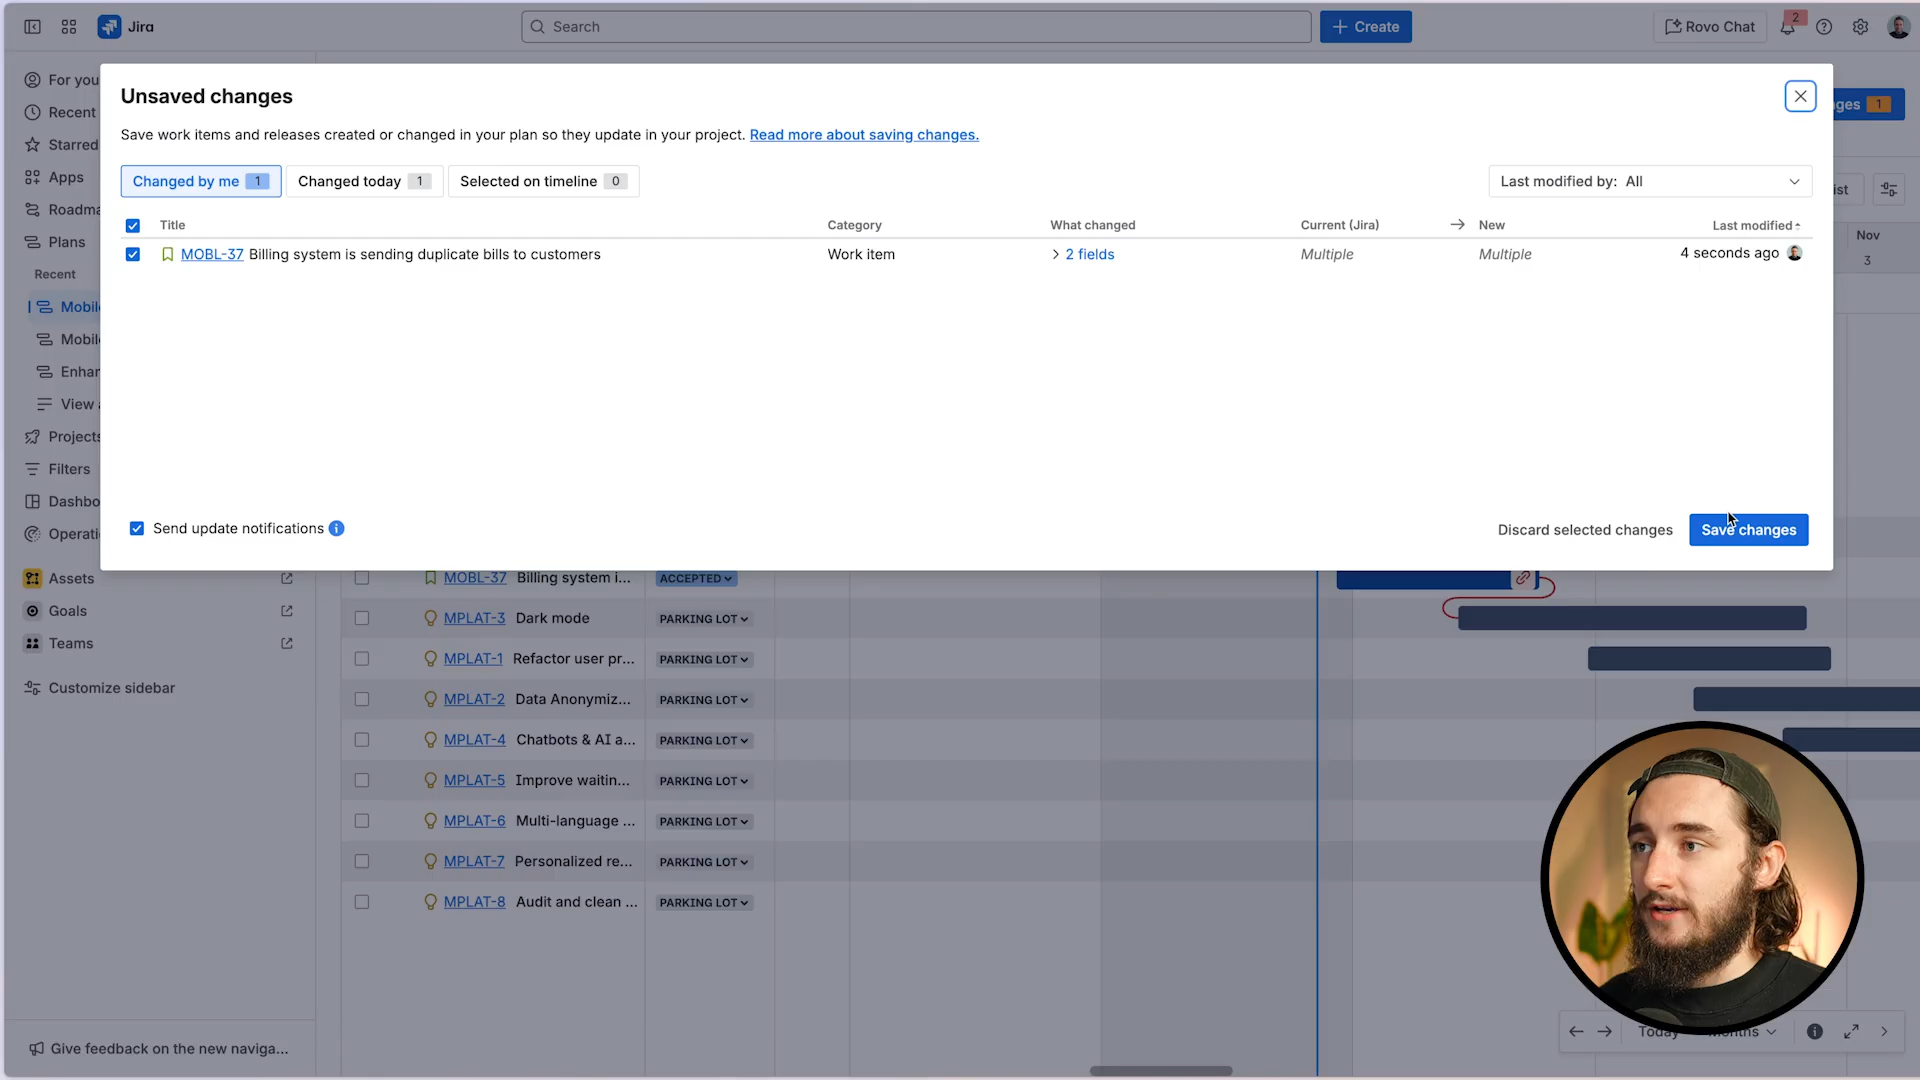 Jira
Search
Create
Rovo Chat
2
For you
Recent
Starred
Apps
Roadma
Plans
Recent
Mobil
Mobil
Enhan
View a
Projects
Filters
Dashbo
Operati
Assets
Goals
Teams
Customize sidebar
Give feedback on the new naviga...
Unsaved changes
Save work items and releases created or changed in your plan so they update in your project. Read more about saving changes.
Changed by me 1
Changed today 1
Selected on timeline 0
Last modified by: All
Title Category What changed Current (Jira) → New Last modified
MOBL-37 Billing system is sending duplicate bills to customers Work item 2 fields Multiple Multiple 4 seconds ago
Send update notifications
Discard selected changes
Save changes
ges 1
ist
Nov
3
MOBL-37 Billing system i... ACCEPTED
MPLAT-3 Dark mode PARKING LOT
MPLAT-1 Refactor user pr... PARKING LOT
MPLAT-2 Data Anonymiz... PARKING LOT
MPLAT-4 Chatbots & AI a... PARKING LOT
MPLAT-5 Improve waitin... PARKING LOT
MPLAT-6 Multi-language ... PARKING LOT
MPLAT-7 Personalized re... PARKING LOT
MPLAT-8 Audit and clean ... PARKING LOT
Today
Months